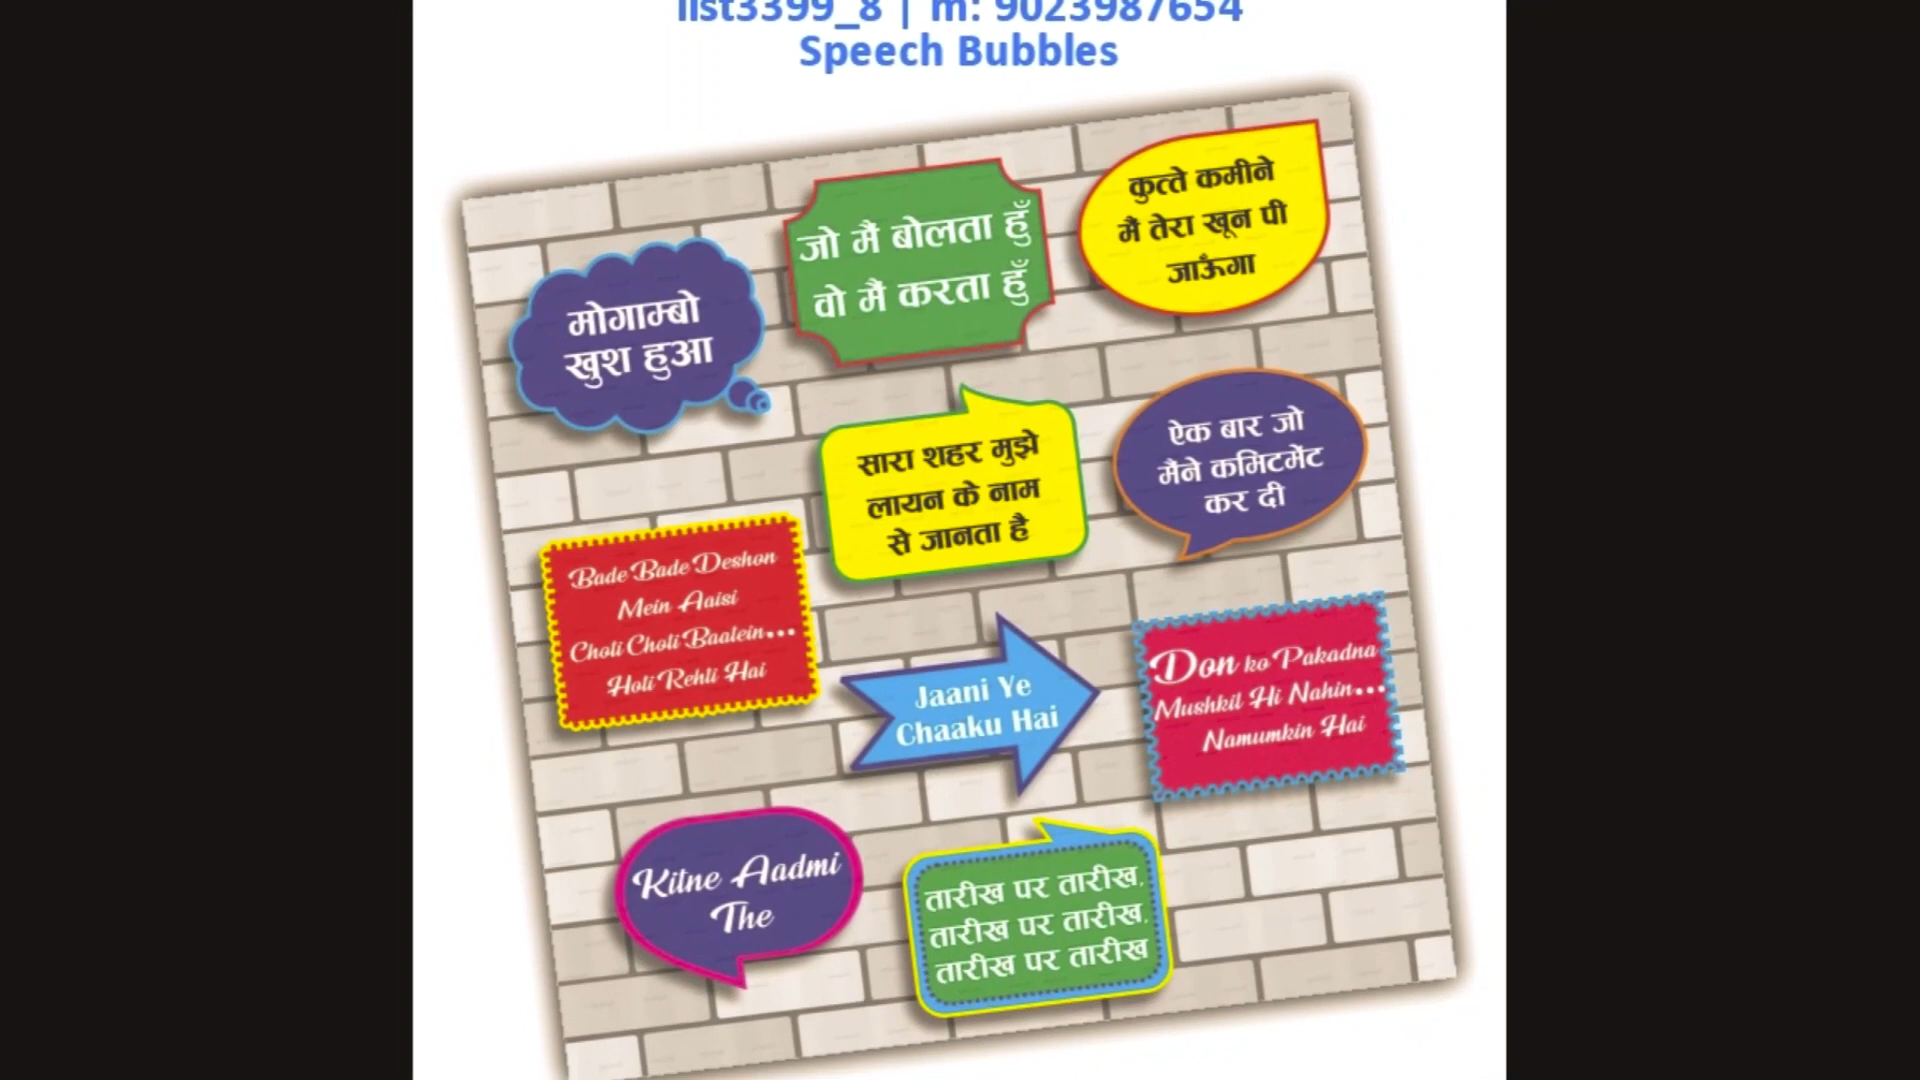 list3399_8 | m: 9023987654
Speech Bubbles
मोगाम्बो
खुश हुआ
जो मैं बोलता हुँ
वो मैं करता हुँ
कुत्ते कमीने
मैं तेरा खून पी
जाऊँगा
सारा शहर मुझे
लायन के नाम
से जानता है
ऐक बार जो
मैंने कमिटमेंट
कर दी
Bade Bade Deshon
Mein Aaisi
Choti Choti Baatein...
Hoti Rehti Hai
Jaani Ye
Chaaku Hai
Don ko Pakadna
Mushkil Hi Nahin...
Namumkin Hai
Kitne Aadmi
The
तारीख पर तारीख,
तारीख पर तारीख,
तारीख पर तारीख